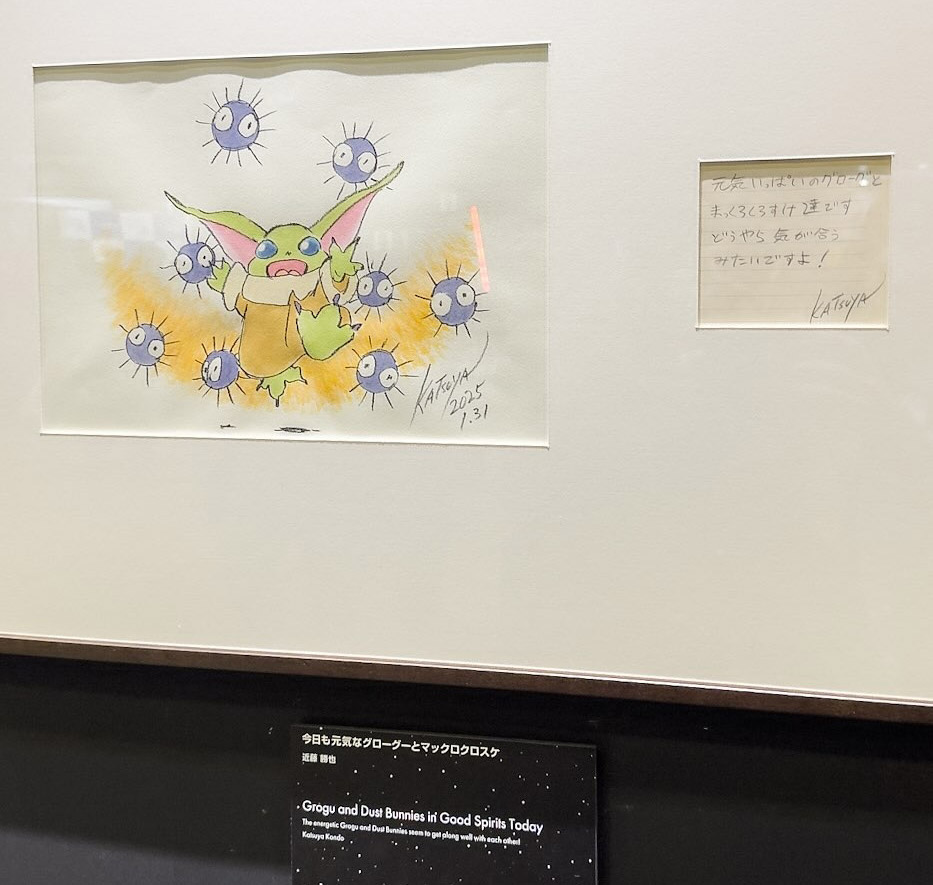 KATSUYA
2025
1.31
元気いっぱいのグローグーと
まっくろくろすけ達です
どうやら気が合う
みたいですよ!
KATSUYA
今日も元気なグローグーとマックロクロスケ
近藤 勝也
Grogu and Dust Bunnies in Good Spirits Today
The energetic Grogu and Dust Bunnies seem to get along well with each other!
Katsuya Kondo